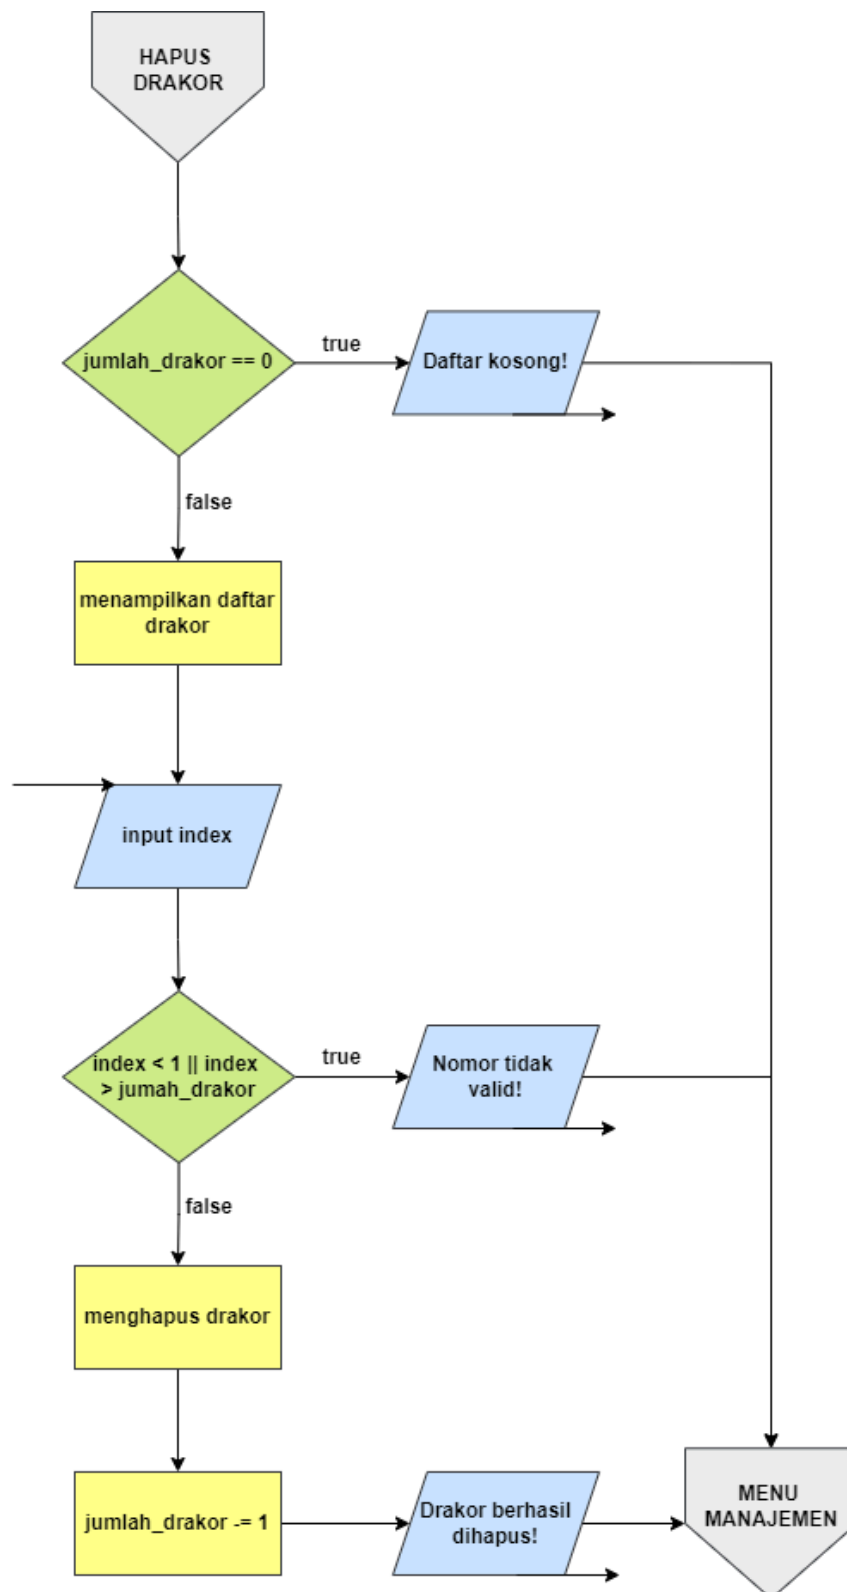 HAPUS
DRAKOR
jumlah_drakor == 0
true
Daftar kosong!
false
menampilkan daftar
drakor
input index
index < 1 || index
> jumah_drakor
true
Nomor tidak
valid!
false
menghapus drakor
jumlah_drakor -= 1
Drakor berhasil
dihapus!
MENU
MANAJEMEN